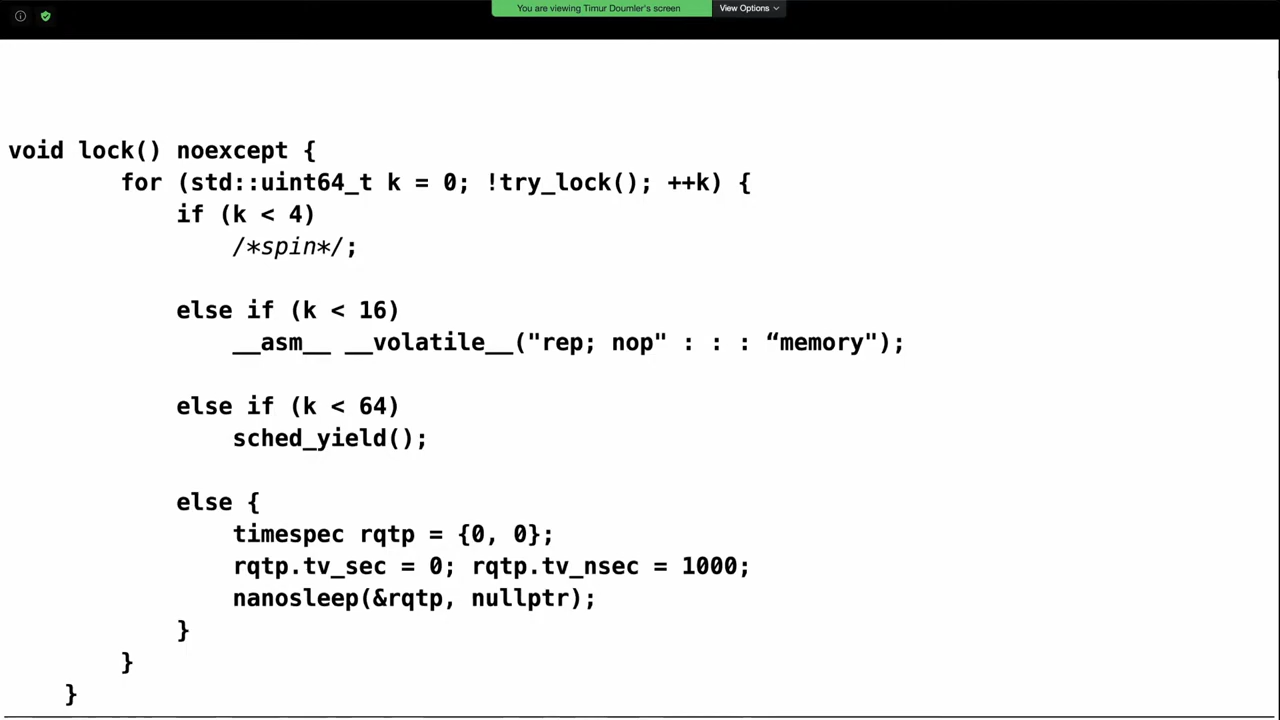 You are viewing Timur Doumler's screen
View Options
void lock() noexcept {
for (std::uint64_t k = 0; !try_lock(); ++k) {
if (k < 4)
/*spin*/;
else if (k < 16)
__asm__ __volatile__("rep; nop" : : : “memory");
else if (k < 64)
sched_yield();
else {
timespec rqtp = {0, 0};
rqtp.tv_sec = 0; rqtp.tv_nsec = 1000;
nanosleep(&rqtp, nullptr);
}
}
}